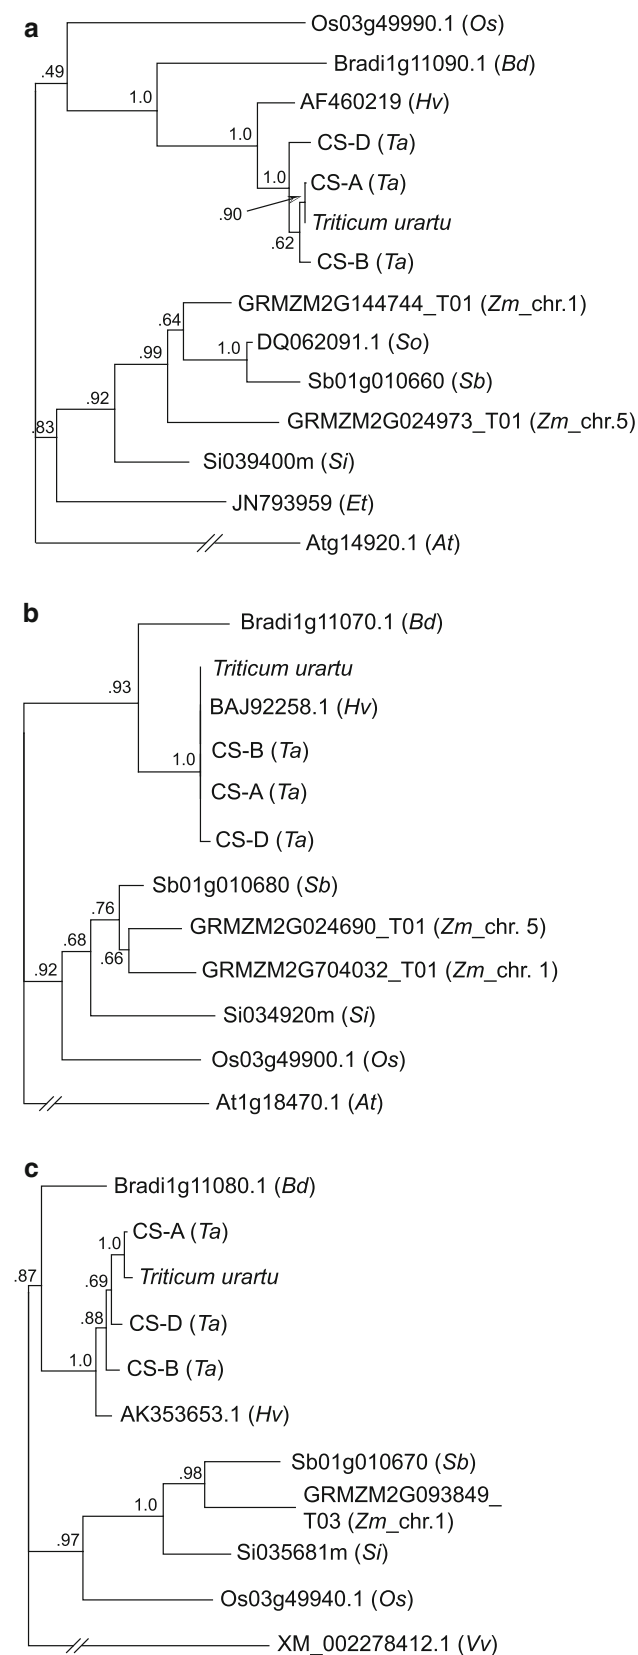 a
Os03g49990.1 (Os)
.49
Bradi1g11090.1 (Bd)
1.0
AF460219 (Hv)
1.0
CS-D (Ta)
1.0
CS-A (Ta)
.90
Triticum urartu
.62
CS-B (Ta)
GRMZM2G144744_T01 (Zm_chr.1)
.64
DQ062091.1 (So)
1.0
.99
Sb01g010660 (Sb)
.92
GRMZM2G024973_T01 (Zm_chr.5)
.83
Si039400m (Si)
JN793959 (Et)
Atg14920.1 (At)
b
Bradi1g11070.1 (Bd)
Triticum urartu
.93
BAJ92258.1 (Hv)
CS-B (Ta)
1.0
CS-A (Ta)
CS-D (Ta)
Sb01g010680 (Sb)
.76
GRMZM2G024690_T01 (Zm_chr. 5)
.68
.66
GRMZM2G704032_T01 (Zm_chr. 1)
.92
Si034920m (Si)
Os03g49900.1 (Os)
At1g18470.1 (At)
c
Bradi1g11080.1 (Bd)
CS-A (Ta)
1.0
.87
Triticum urartu
.69
.88
CS-D (Ta)
1.0
CS-B (Ta)
AK353653.1 (Hv)
Sb01g010670 (Sb)
.98
GRMZM2G093849_
1.0
T03 (Zm_chr.1)
.97
Si035681m (Si)
Os03g49940.1 (Os)
XM_002278412.1 (Vv)